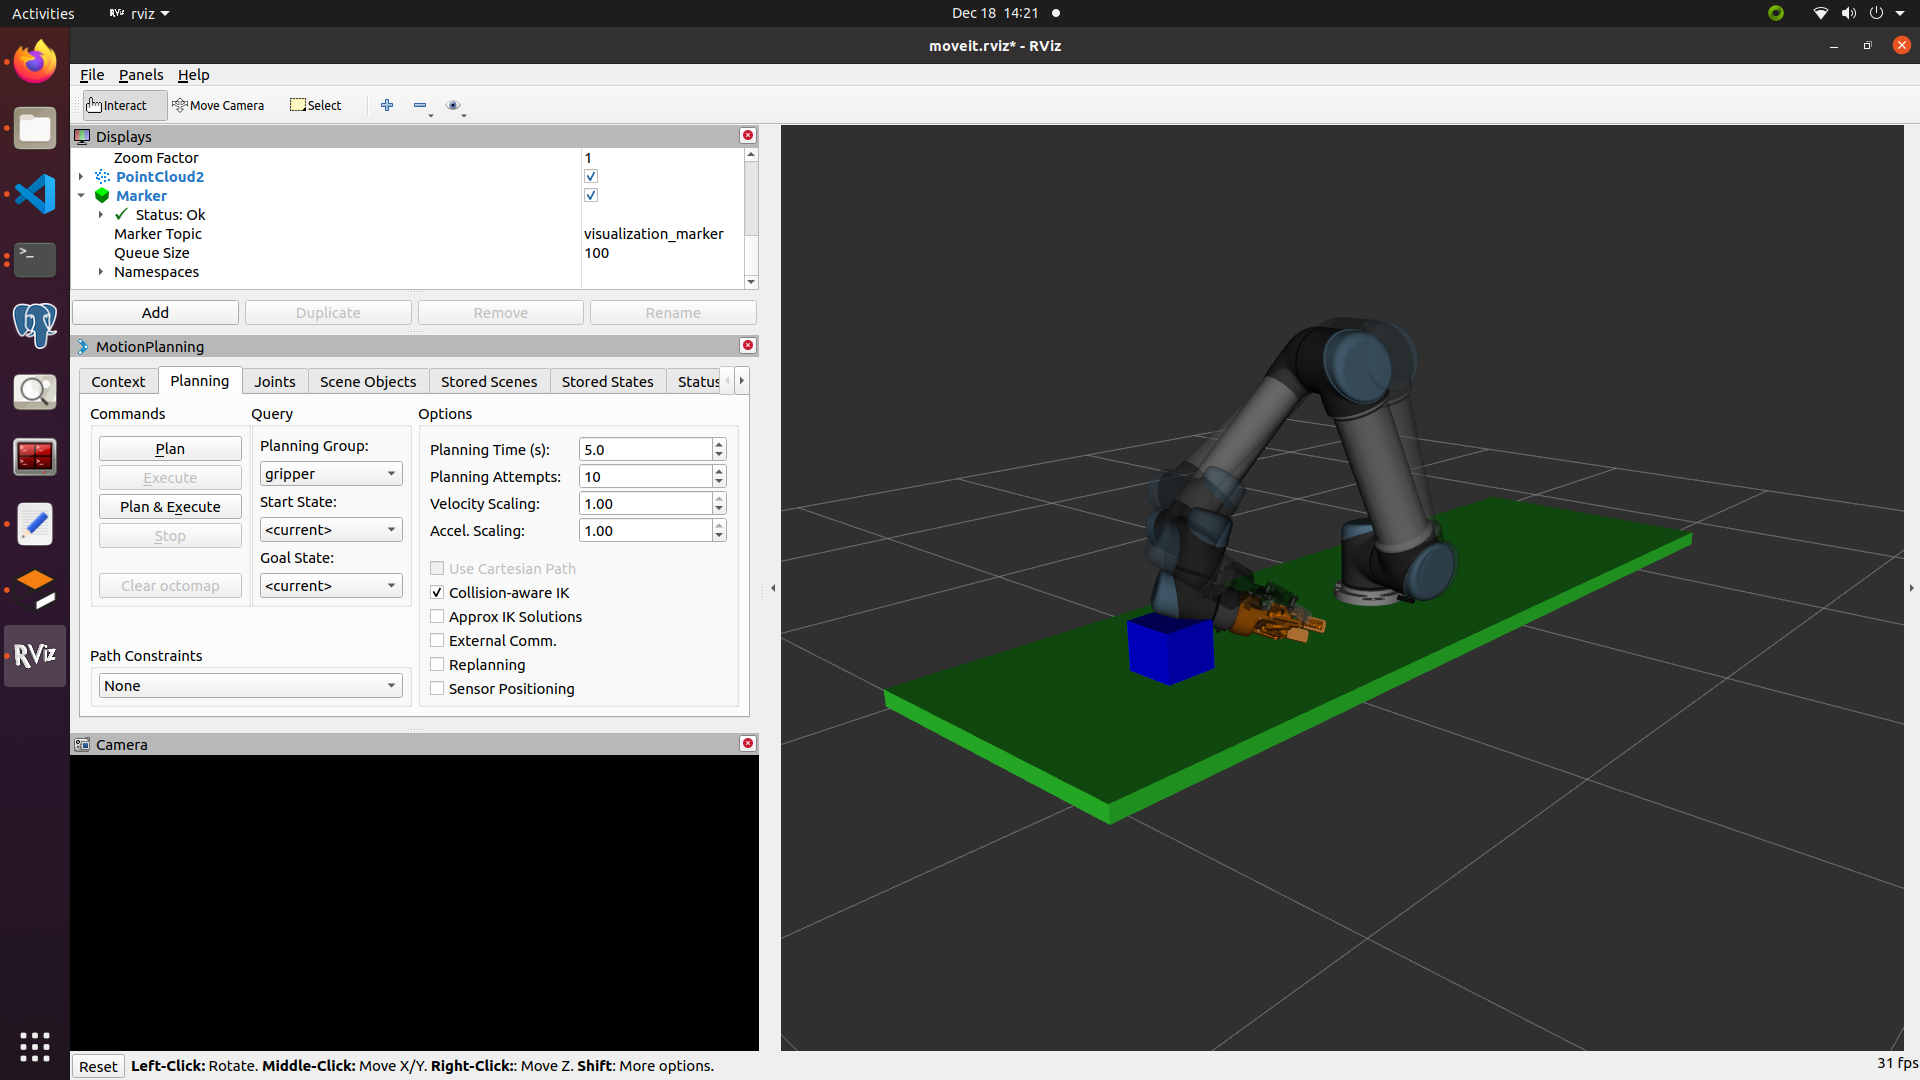 Activities
RViz rviz
Dec 18 14:21
moveit.rviz* - RViz
File Panels Help
Interact Move Camera Select
Displays
Zoom Factor 1
PointCloud2
Marker
Status: Ok
Marker Topic visualization_marker
Queue Size 100
Namespaces
Add Duplicate Remove Rename
MotionPlanning
Context Planning Joints Scene Objects Stored Scenes Stored States Status
Commands Query Options
Plan
Execute
Plan & Execute
Stop
Clear octomap
Planning Group:
gripper
Start State:
<current>
Goal State:
<current>
Planning Time (s): 5.0
Planning Attempts: 10
Velocity Scaling: 1.00
Accel. Scaling: 1.00
Use Cartesian Path
Collision-aware IK
Approx IK Solutions
External Comm.
Replanning
Sensor Positioning
Path Constraints
None
Camera
RViz
Reset Left-Click: Rotate. Middle-Click: Move X/Y. Right-Click:: Move Z. Shift: More options.
31 fps